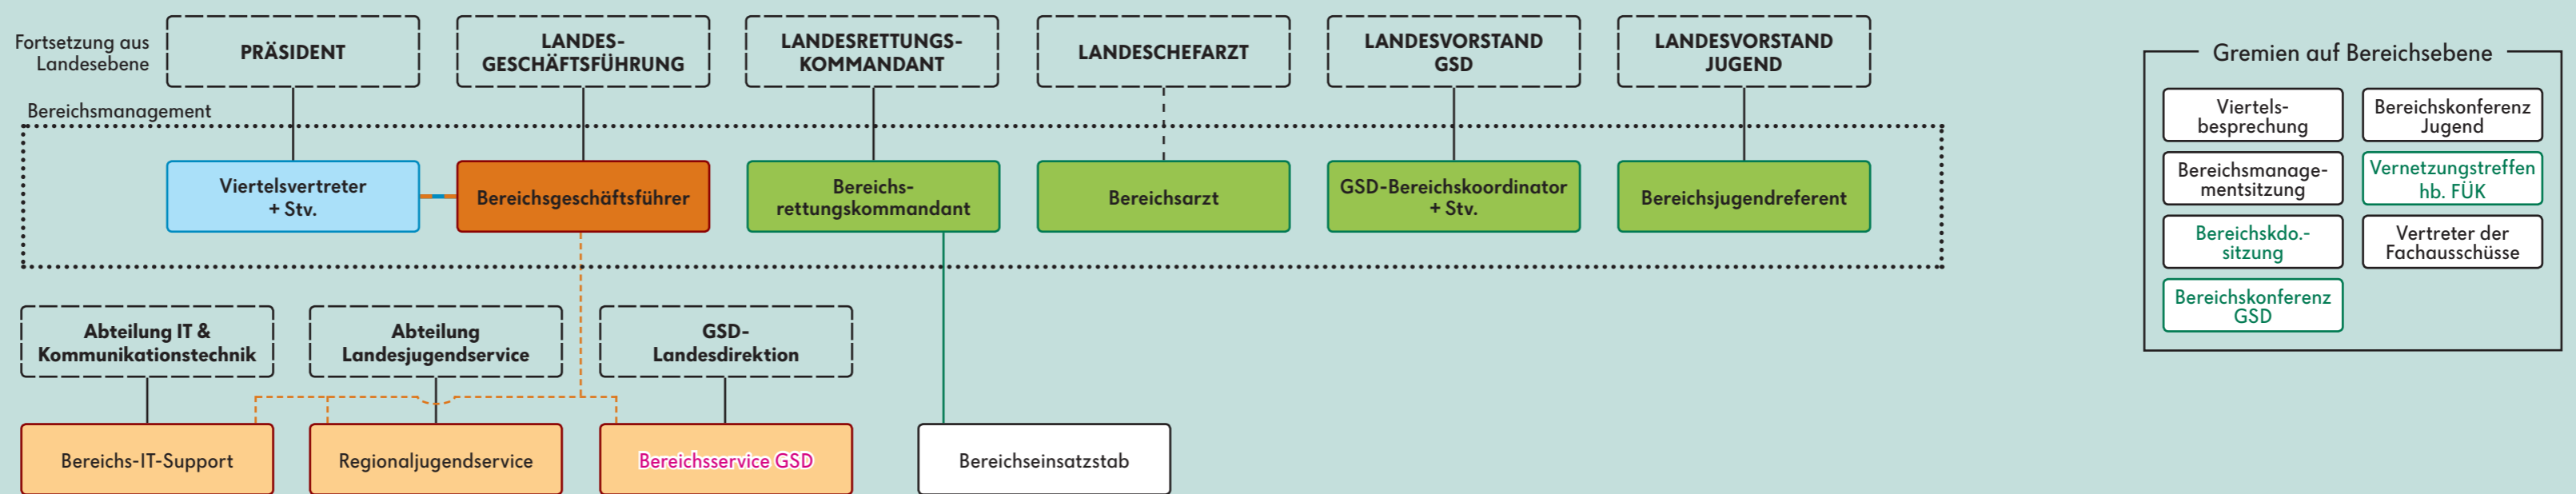 Fortsetzung aus
Landesebene
PRÄSIDENT
LANDES-
GESCHÄFTSFÜHRUNG
LANDESRETTUNGS-
KOMMANDANT
LANDESCHEFARZT
LANDESVORSTAND
GSD
LANDESVORSTAND
JUGEND
Bereichsmanagement
Viertelsvertreter
+ Stv.
Bereichsgeschäftsführer
Bereichs-
rettungskommandant
Bereichsarzt
GSD-Bereichskoordinator
+ Stv.
Bereichsjugendreferent
Abteilung IT &
Kommunikationstechnik
Abteilung
Landesjugendservice
GSD-
Landesdirektion
Bereichs-IT-Support
Regionaljugendservice
Bereichsservice GSD
Bereichseinsatzstab
Gremien auf Bereichsebene
Viertels-
besprechung
Bereichskonferenz
Jugend
Bereichsmanage-
mentsitzung
Vernetzungstreffen
hb. FÜK
Bereichskdo.-
sitzung
Vertreter der
Fachausschüsse
Bereichskonferenz
GSD